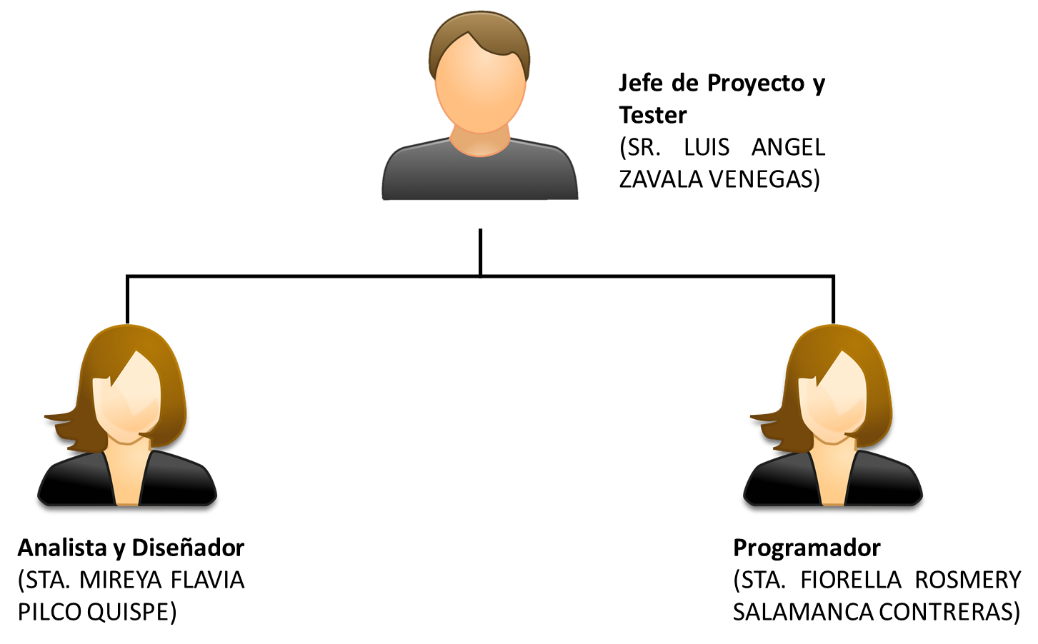 Jefe de Proyecto y
Tester
(SR. LUIS ANGEL
ZAVALA VENEGAS)
Analista y Diseñador
(STA. MIREYA FLAVIA
PILCO QUISPE)
Programador
(STA. FIORELLA ROSMERY
SALAMANCA CONTRERAS)